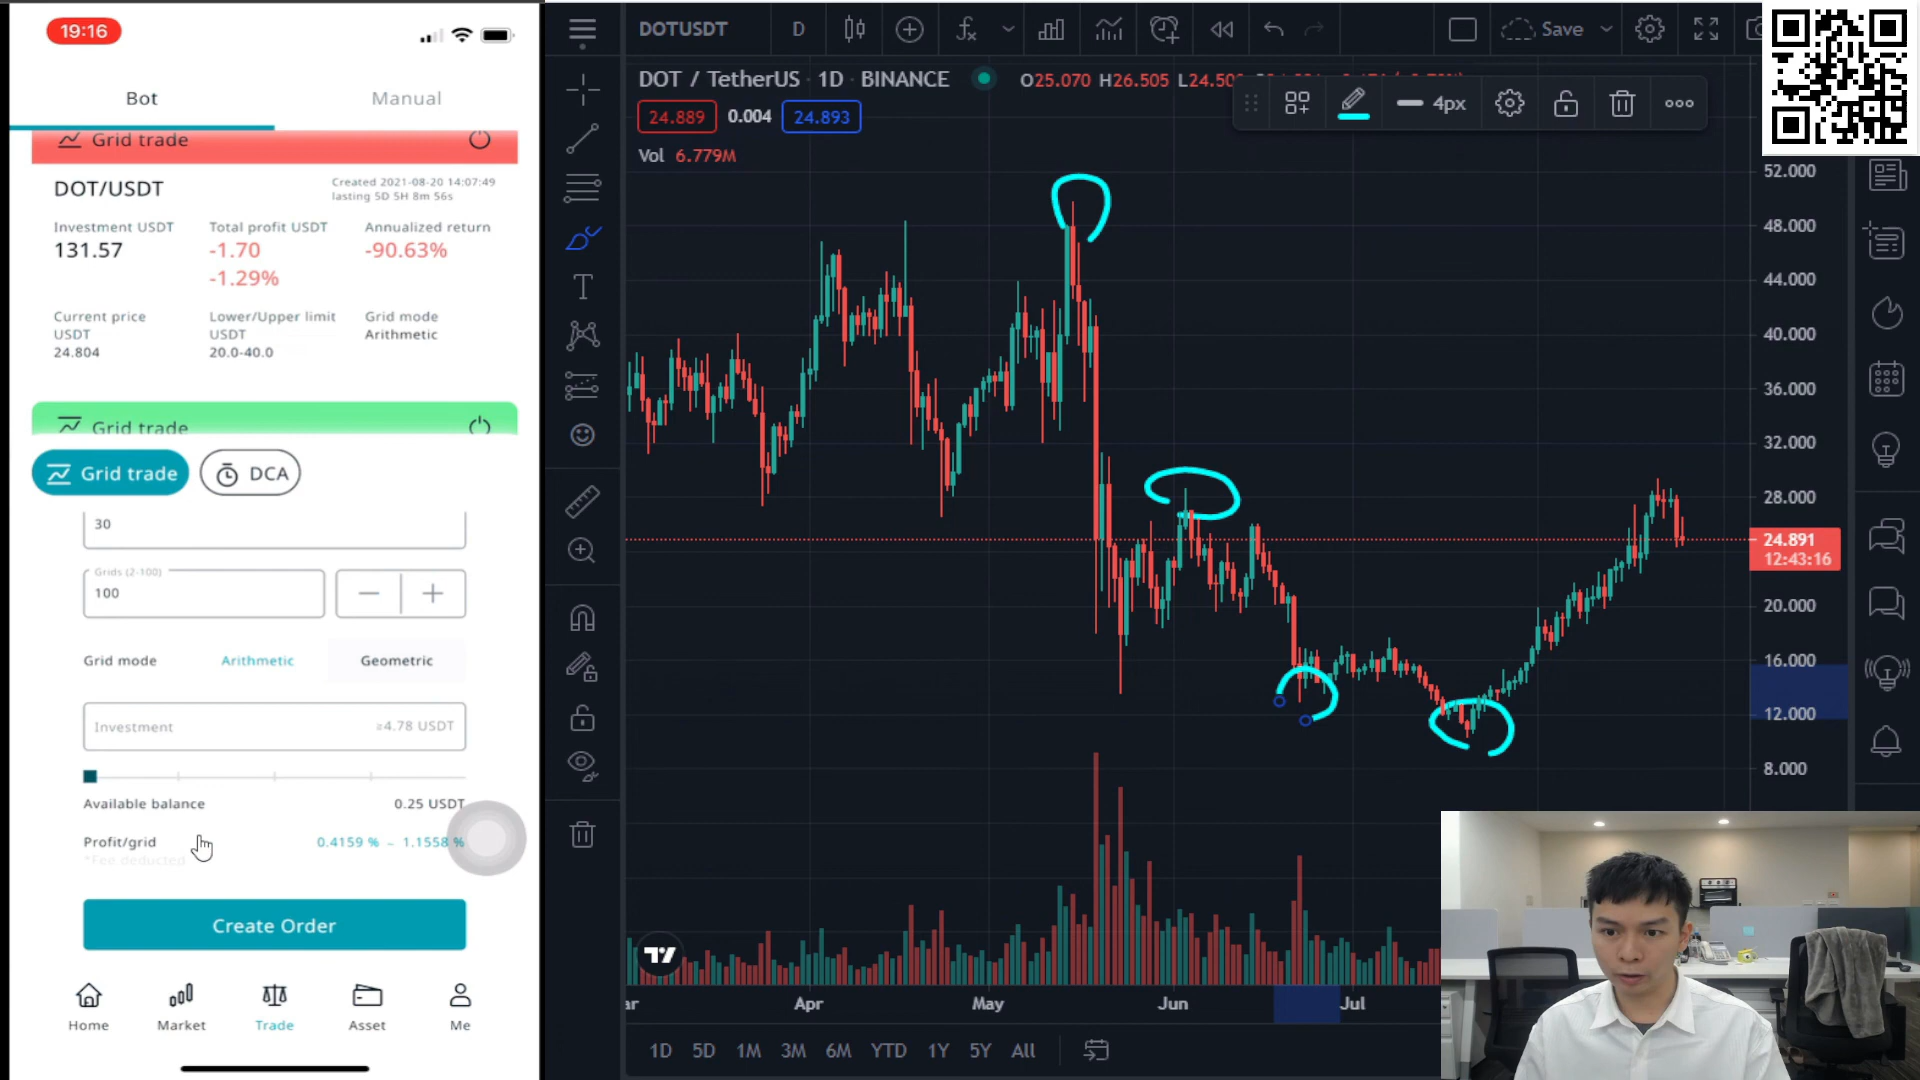 19:16
Bot
Manual
Grid trade
DOT/USDT
Created 2021-08-20 14:07:49
lasting 5D 5H 8m 56s
Investment USDT
131.57
Total profit USDT
-1.70
-1.29%
Annualized return
-90.63%
Current price
USDT
24.804
Lower/Upper limit
USDT
20.0-40.0
Grid mode
Arithmetic
Grid trade
Grid trade
DCA
30
Grids (2-100)
100
Grid mode
Arithmetic
Geometric
Investment
≥4.78 USDT
Available balance
0.25 USDT
Profit/grid
0.4159 % – 1.1558 %
*Fee deducted
Create Order
Home
Market
Trade
Asset
Me
DOTUSDT
D
Save
DOT / TetherUS · 1D · BINANCE
O25.070 H26.505 L24.50
24.889
0.004
24.893
Vol 6.779M
4px
52.000
48.000
44.000
40.000
36.000
32.000
28.000
24.891
12:43:16
20.000
16.000
12.000
8.000
ar
Apr
May
Jun
Jul
1D
5D
1M
3M
6M
YTD
1Y
5Y
All